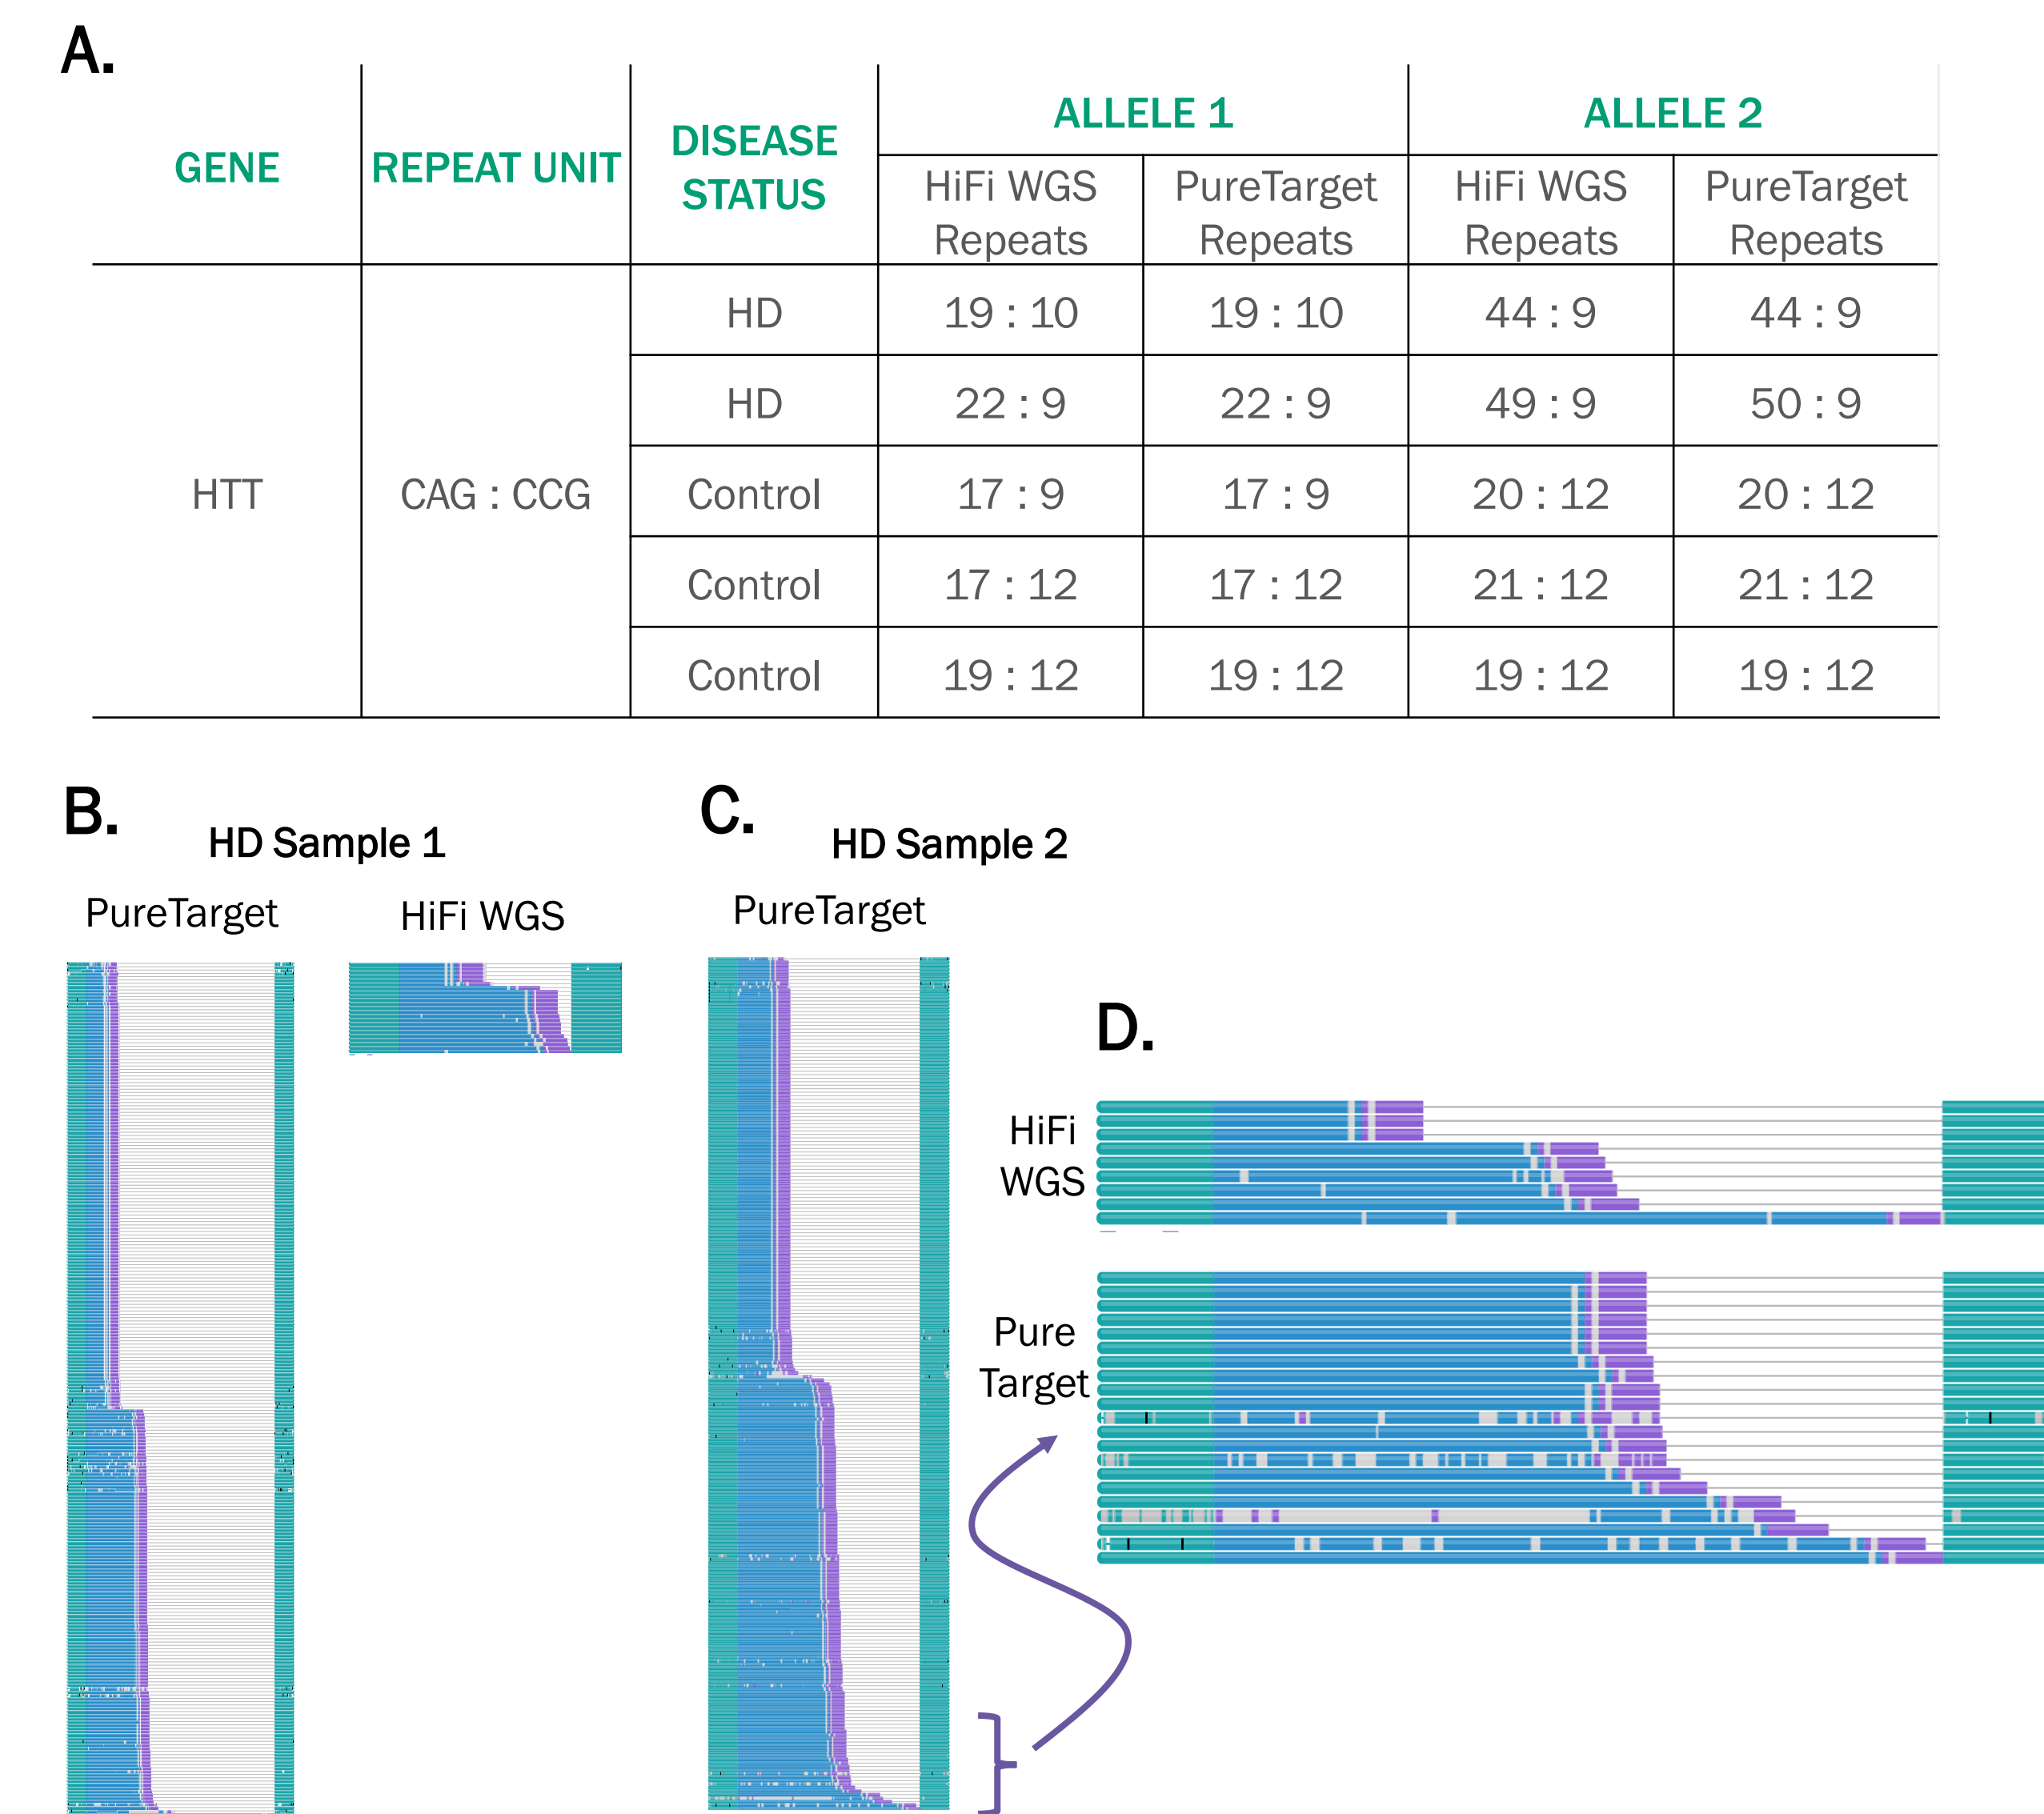 A.
GENE
REPEAT UNIT
DISEASE
STATUS
ALLELE 1
ALLELE 2
HiFi WGS
Repeats
PureTarget
Repeats
HiFi WGS
Repeats
PureTarget
Repeats
HTT
CAG : CCG
HD 19 : 10 19 : 10 44 : 9 44 : 9
HD 22 : 9 22 : 9 49 : 9 50 : 9
Control 17 : 9 17 : 9 20 : 12 20 : 12
Control 17 : 12 17 : 12 21 : 12 21 : 12
Control 19 : 12 19 : 12 19 : 12 19 : 12
B.
HD Sample 1
PureTarget
HiFi WGS
C.
HD Sample 2
PureTarget
D.
HiFi
WGS
Pure
Target